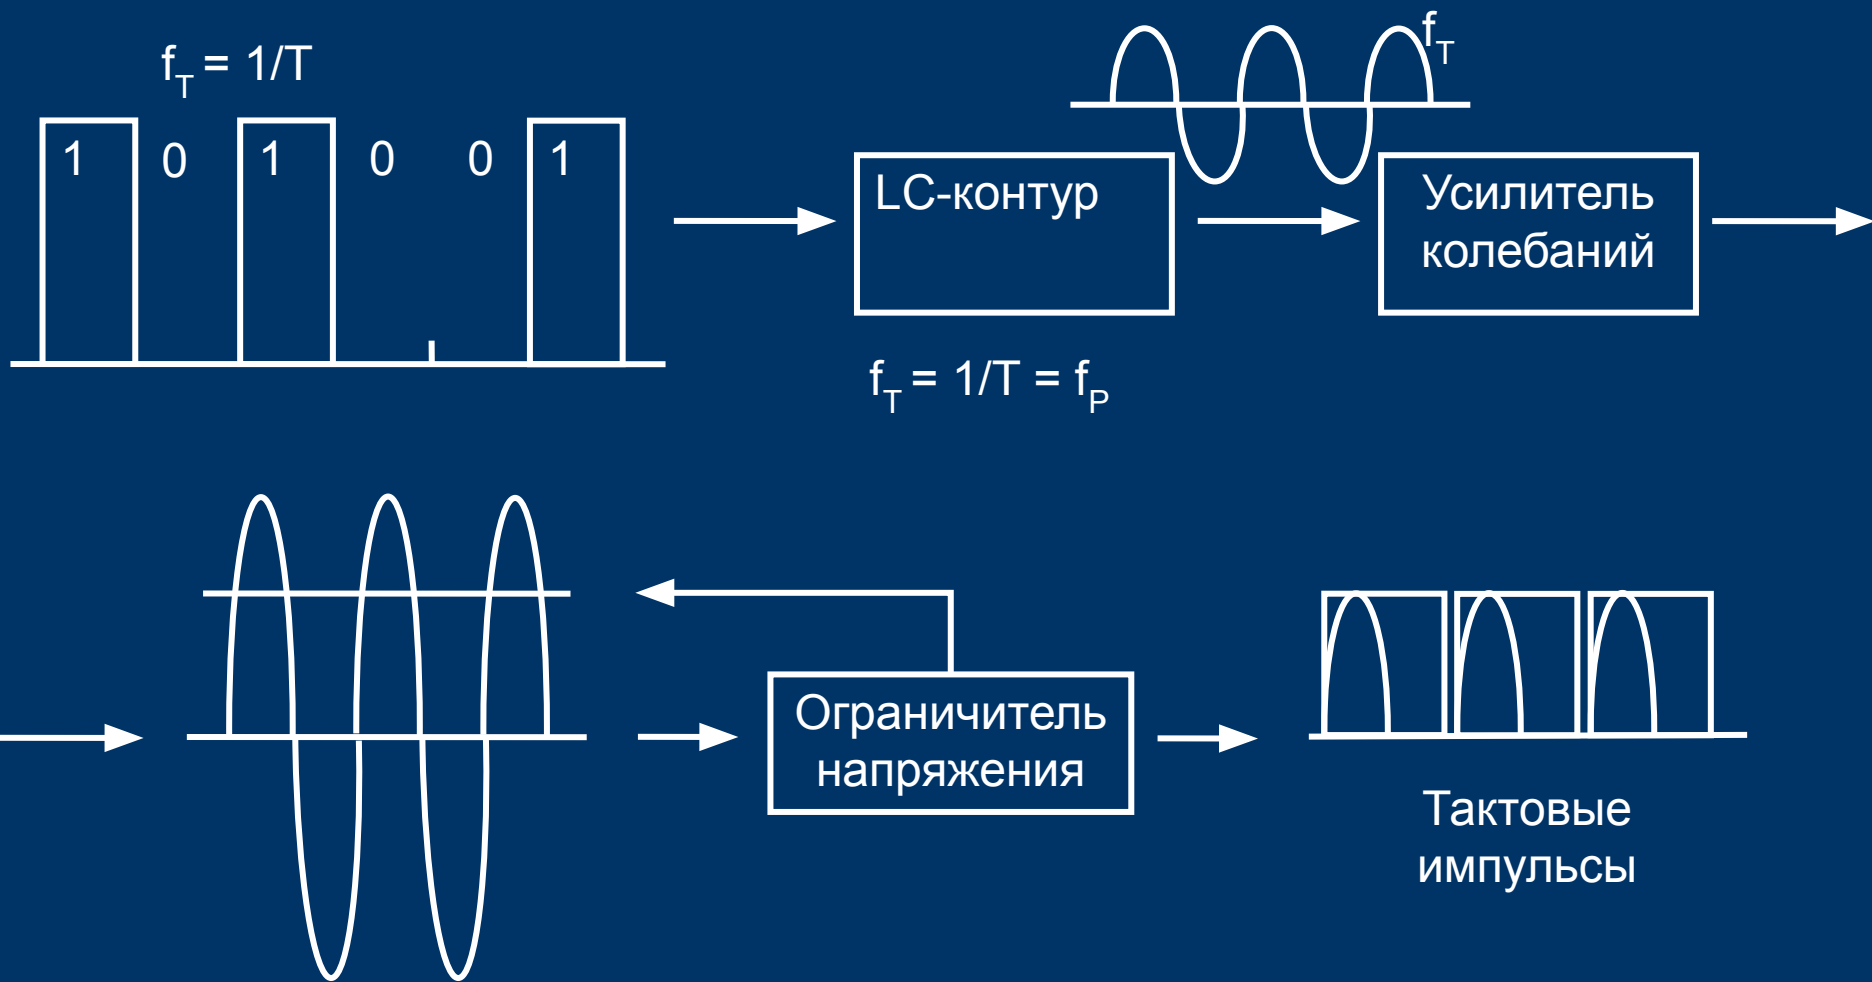 f_T = 1/T
1 0 1 0 0 1
f_T
LC-контур
Усилитель
колебаний
f_T = 1/T = f_P
Ограничитель
напряжения
Тактовые
импульсы